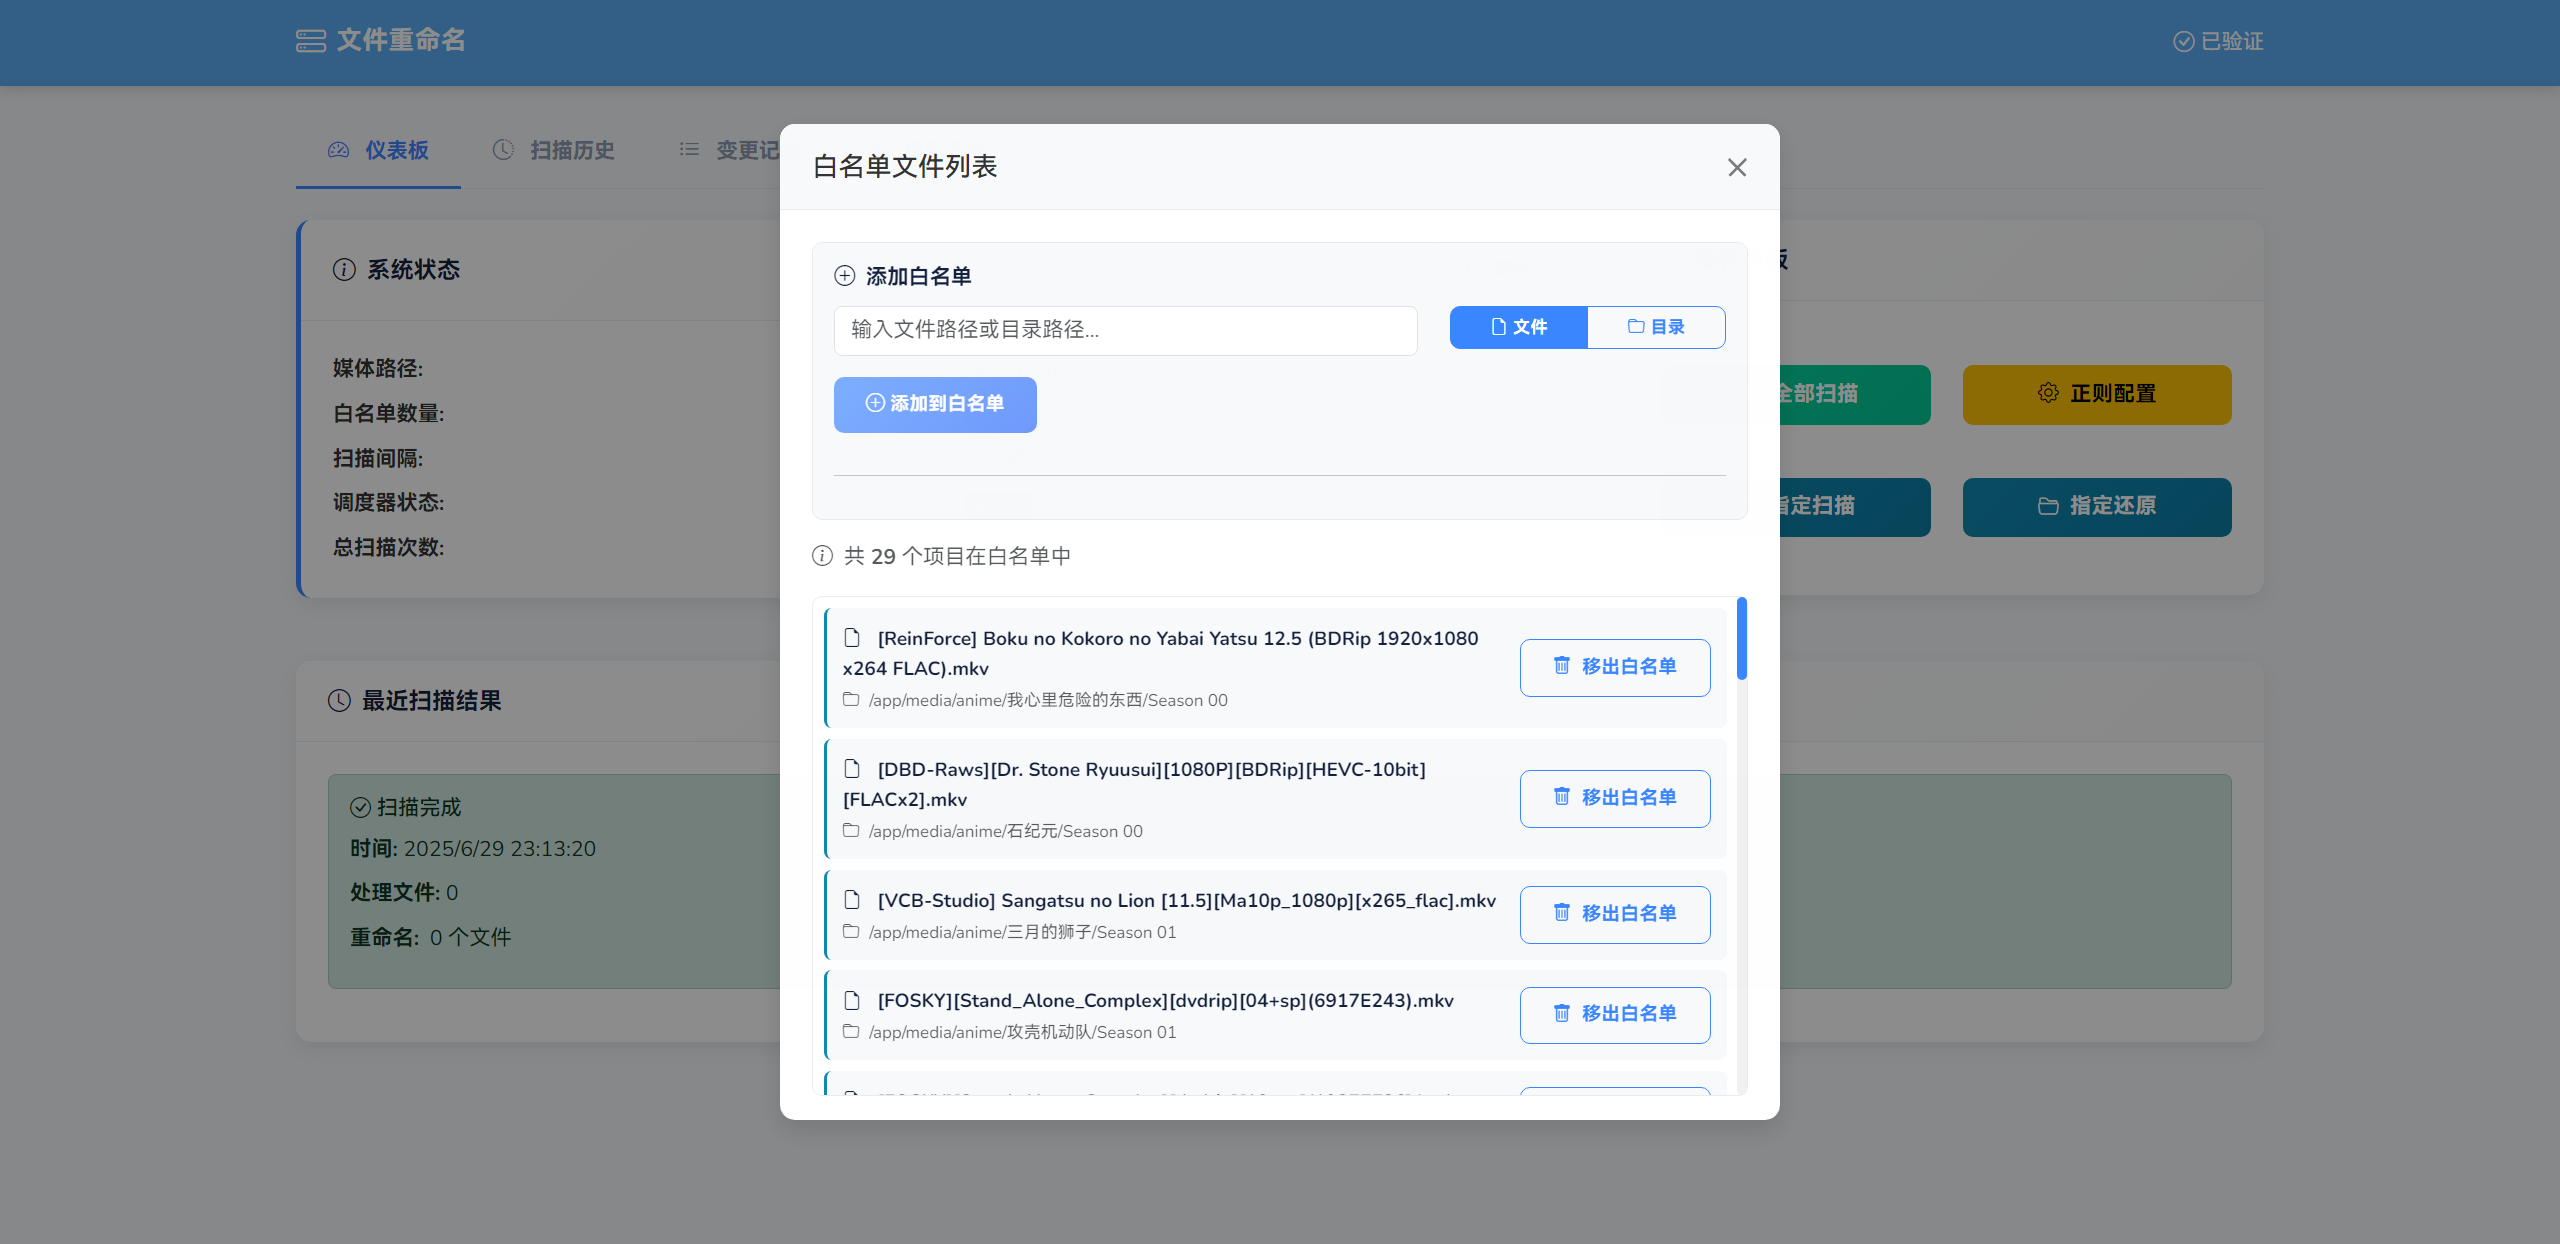 文件重命名
已验证
仪表板
扫描历史
变更记
白名单文件列表
系统状态
媒体路径:
白名单数量:
扫描间隔:
调度器状态:
总扫描次数:
添加白名单
输入文件路径或目录路径...
文件
目录
添加到白名单
全部扫描
正则配置
指定扫描
指定还原
共 29 个项目在白名单中
[ReinForce] Boku no Kokoro no Yabai Yatsu 12.5 (BDRip 1920x1080
x264 FLAC).mkv
/app/media/anime/我心里危险的东西/Season 00
移出白名单
[DBD-Raws][Dr. Stone Ryuusui][1080P][BDRip][HEVC-10bit]
[FLACx2].mkv
/app/media/anime/石纪元/Season 00
移出白名单
[VCB-Studio] Sangatsu no Lion [11.5][Ma10p_1080p][x265_flac].mkv
/app/media/anime/三月的狮子/Season 01
移出白名单
[FOSKY][Stand_Alone_Complex][dvdrip][04+sp](6917E243).mkv
/app/media/anime/攻壳机动队/Season 01
移出白名单
最近扫描结果
扫描完成
时间: 2025/6/29 23:13:20
处理文件: 0
重命名: 0 个文件